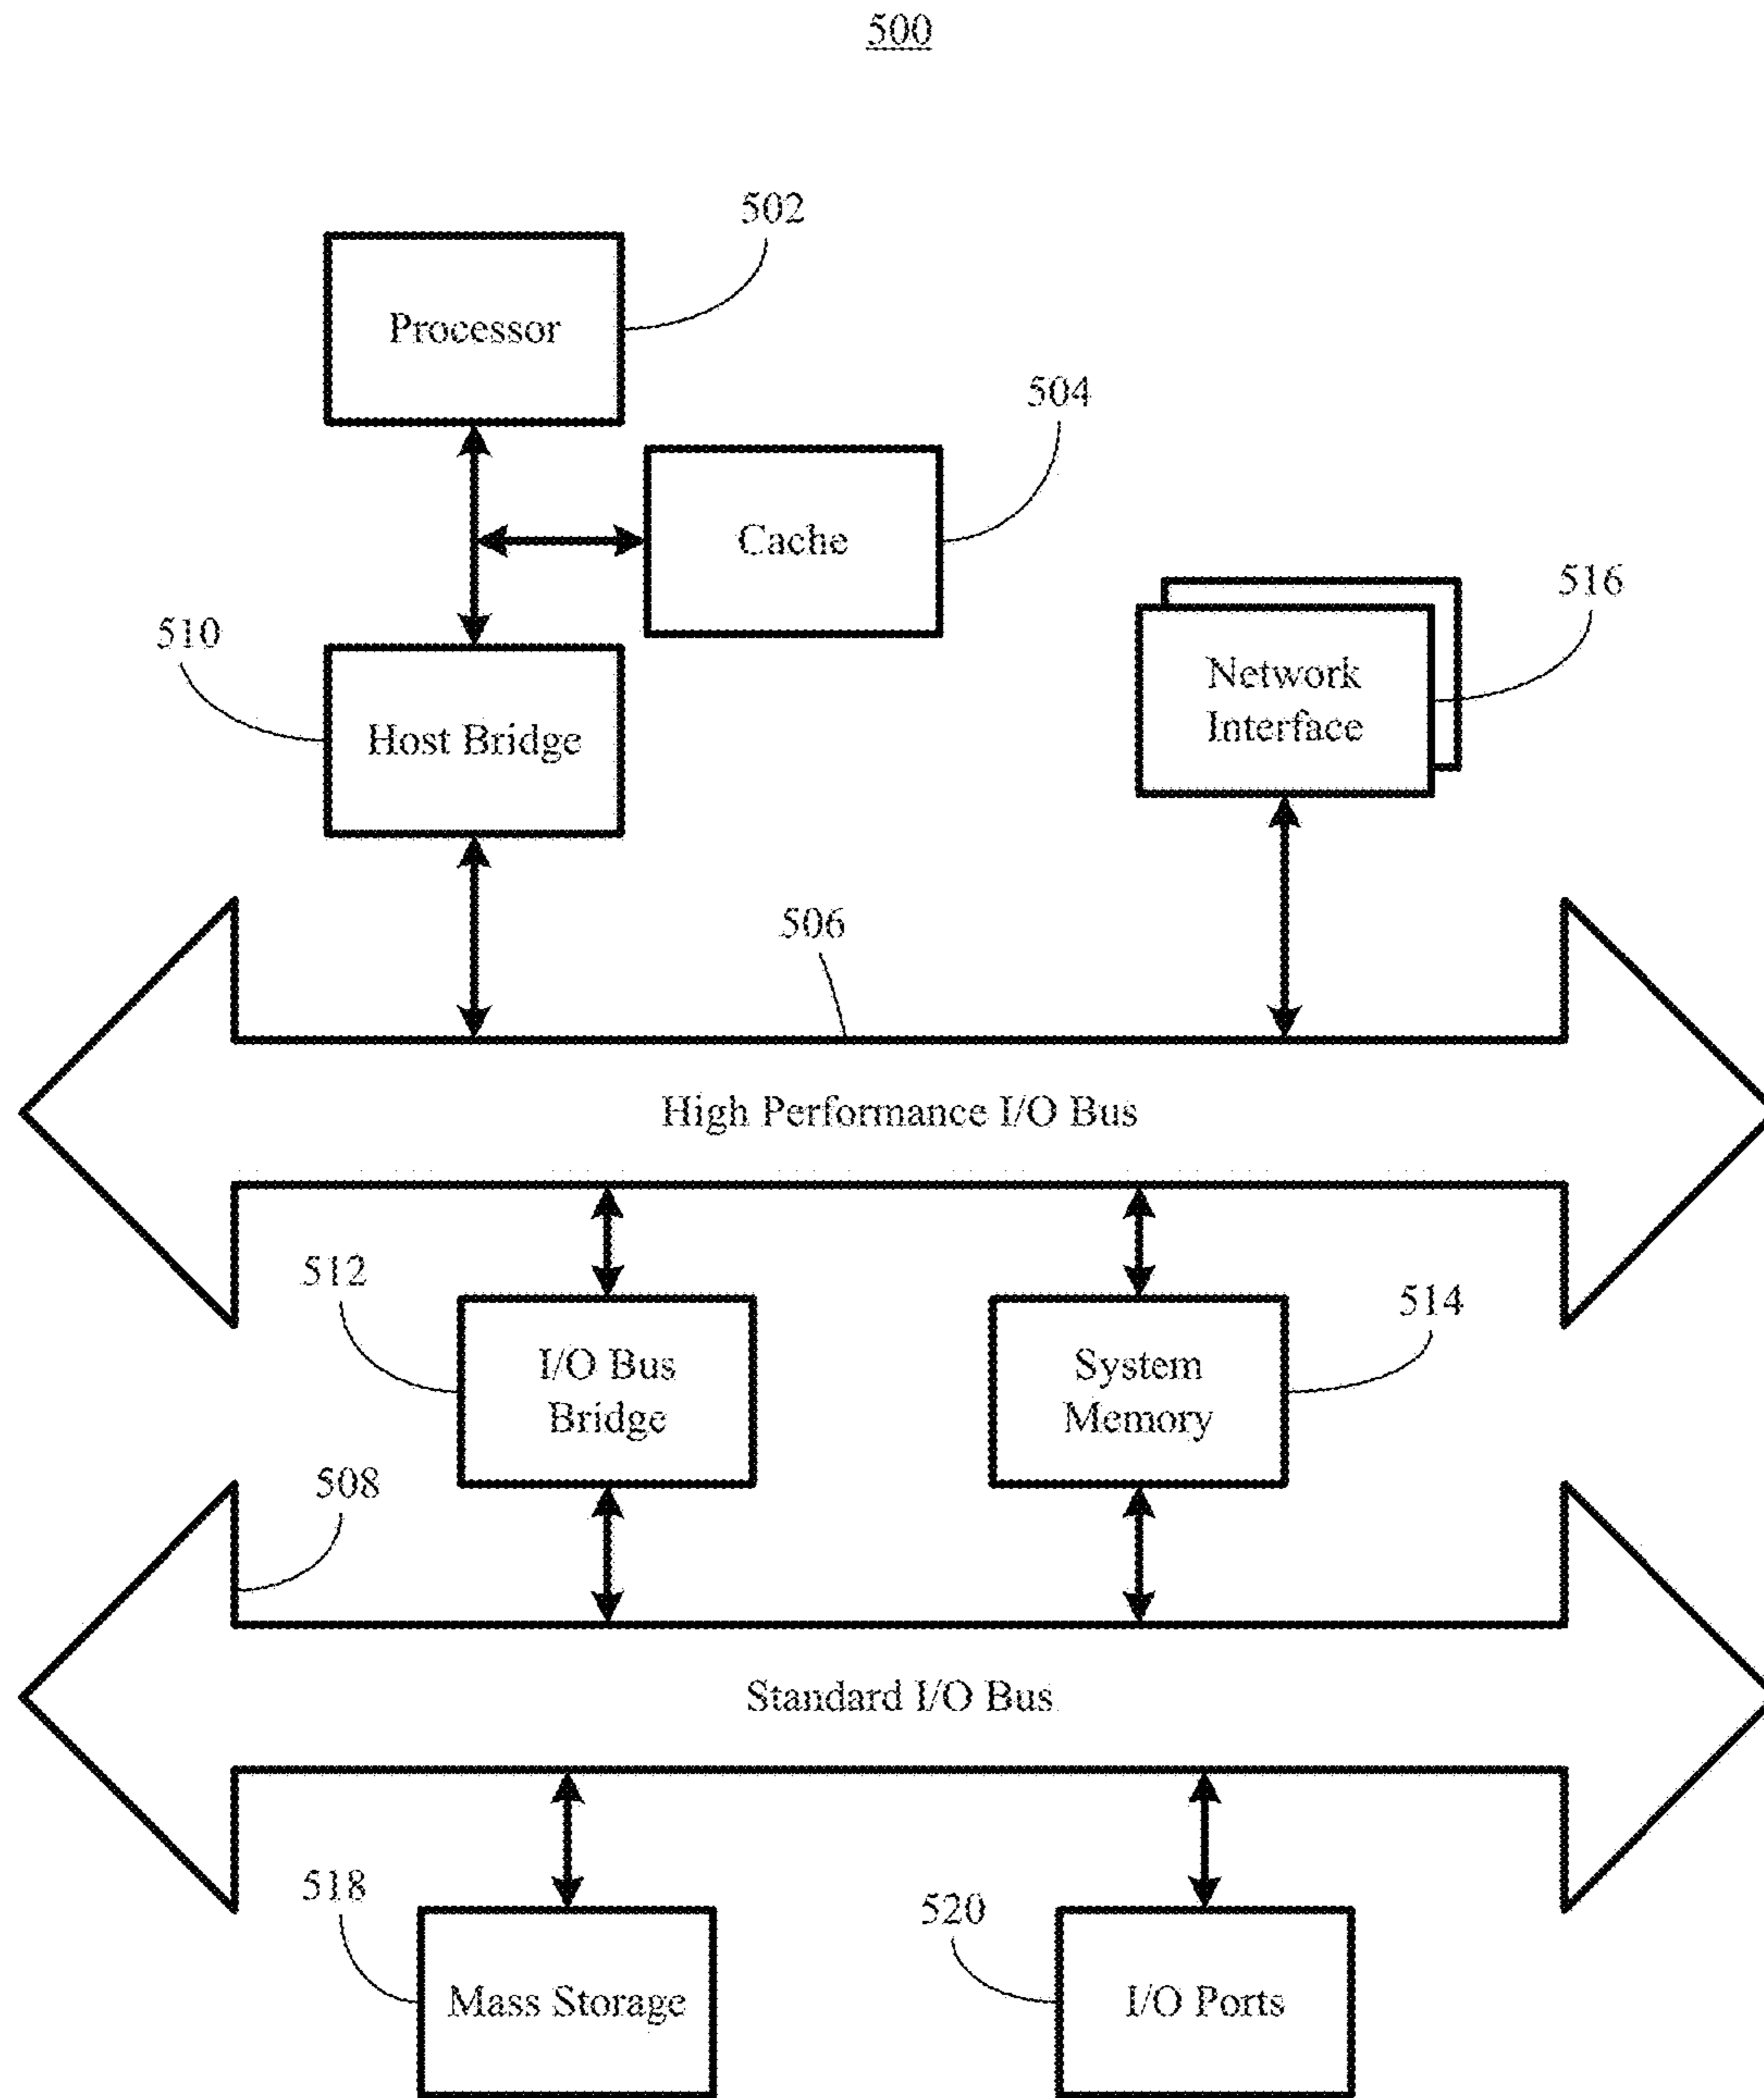 500
502
Processor
504
Cache
516
510
Network
Interface
Host Bridge
506
High Performance I/O Bus
512
514
I/O Bus
Bridge
System
Memory
508
Standard I/O Bus
518
520
Mass Storage
I/O Ports